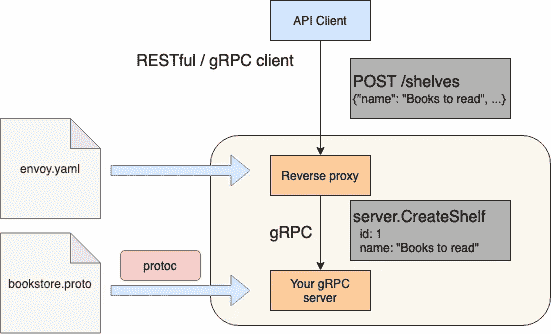 API Client
RESTful / gRPC client
POST /shelves
{"name": "Books to read", ...}
envoy.yaml
Reverse proxy
gRPC
server.CreateShelf
id: 1
name: "Books to read"
protoc
bookstore.proto
Your gRPC
server